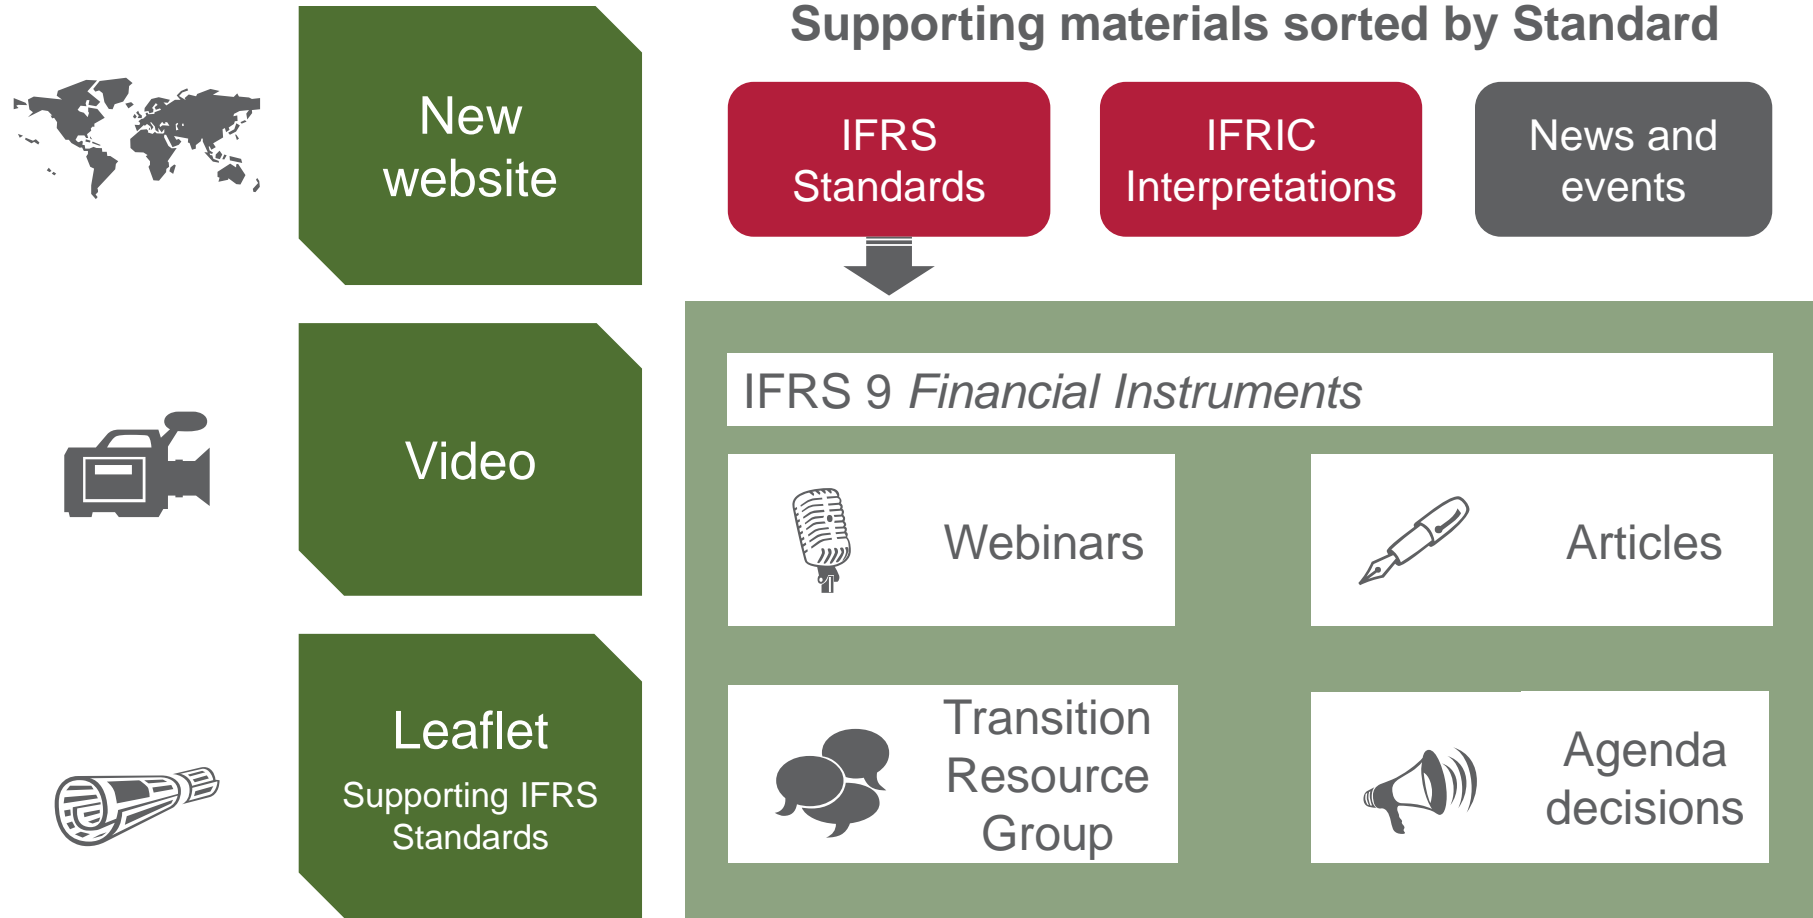 Supporting materials sorted by Standard
New
website
IFRS
Standards
IFRIC
Interpretations
News and
events
Video
IFRS 9 Financial Instruments
Webinars
Articles
Leaflet
Supporting IFRS
Standards
Transition
Resource
Group
Agenda
decisions